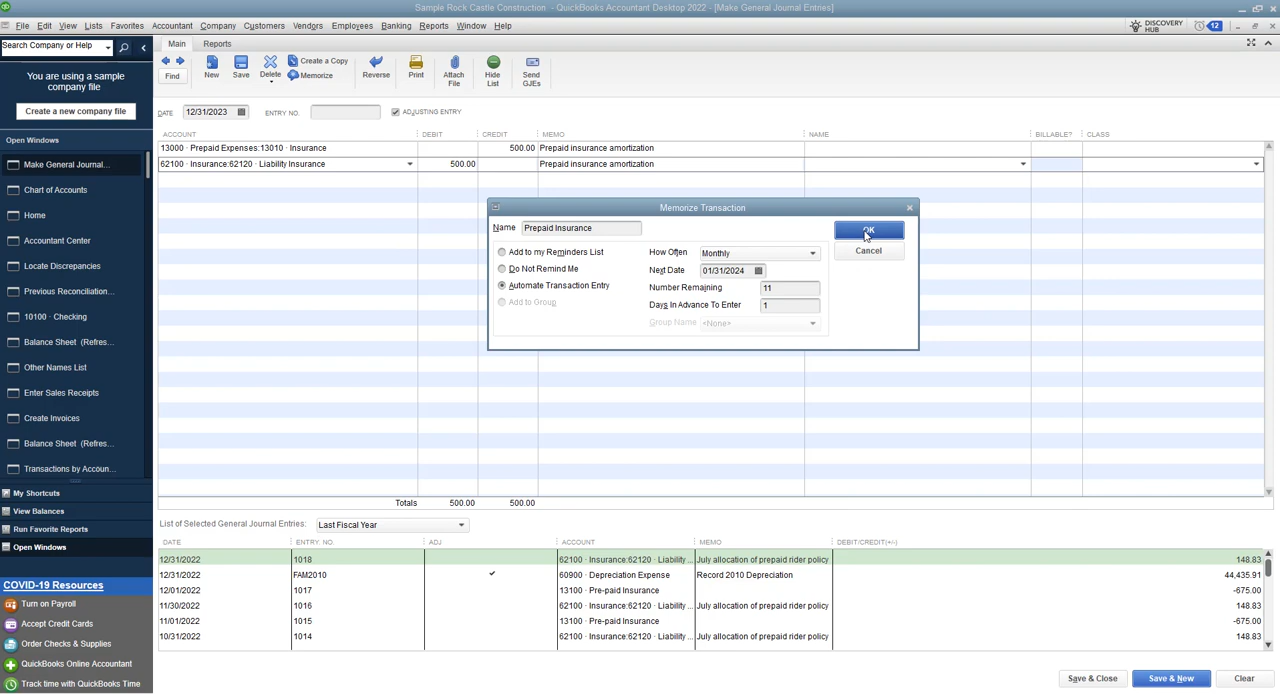 Sample Rock Castle Construction - QuickBooks Accountant Desktop 2022 - [Make General Journal Entries]
File Edit View Lists Favorites Accountant Company Customers Vendors Employees Banking Reports Window Help
DISCOVERY HUB 12
Search Company or Help
Main Reports
Find New Save Delete Create a Copy Memorize Reverse Print Attach File Hide List Send GJEs
You are using a sample company file
Create a new company file
Open Windows
Make General Journal...
Chart of Accounts
Home
Accountant Center
Locate Discrepancies
Previous Reconciliation...
10100 · Checking
Balance Sheet (Refres...
Other Names List
Enter Sales Receipts
Create Invoices
Balance Sheet (Refres...
Transactions by Accoun...
My Shortcuts
View Balances
Run Favorite Reports
Open Windows
COVID-19 Resources
Turn on Payroll
Accept Credit Cards
Order Checks & Supplies
QuickBooks Online Accountant
Track time with QuickBooks Time
DATE 12/31/2023 ENTRY NO. ADJUSTING ENTRY
ACCOUNT DEBIT CREDIT MEMO NAME BILLABLE? CLASS
13000 · Prepaid Expenses:13010 · Insurance 500.00 Prepaid insurance amortization
62100 · Insurance:62120 · Liability Insurance 500.00 Prepaid insurance amortization
Memorize Transaction
Name Prepaid Insurance OK
Add to my Reminders List How Often Monthly Cancel
Do Not Remind Me Next Date 01/31/2024
Automate Transaction Entry Number Remaining 11
Add to Group Days In Advance To Enter 1
Group Name <None>
Totals 500.00 500.00
List of Selected General Journal Entries: Last Fiscal Year
DATE ENTRY. NO. ADJ ACCOUNT MEMO DEBIT/CREDIT(+/-)
12/31/2022 1018 62100 · Insurance:62120 · Liability ... July allocation of prepaid rider policy 148.83
12/31/2022 FAM2010 60900 · Depreciation Expense Record 2010 Depreciation 44,435.91
12/01/2022 1017 13100 · Pre-paid Insurance -675.00
11/30/2022 1016 62100 · Insurance:62120 · Liability ... July allocation of prepaid rider policy 148.83
11/01/2022 1015 13100 · Pre-paid Insurance -675.00
10/31/2022 1014 62100 · Insurance:62120 · Liability ... July allocation of prepaid rider policy 148.83
Save & Close Save & New Clear